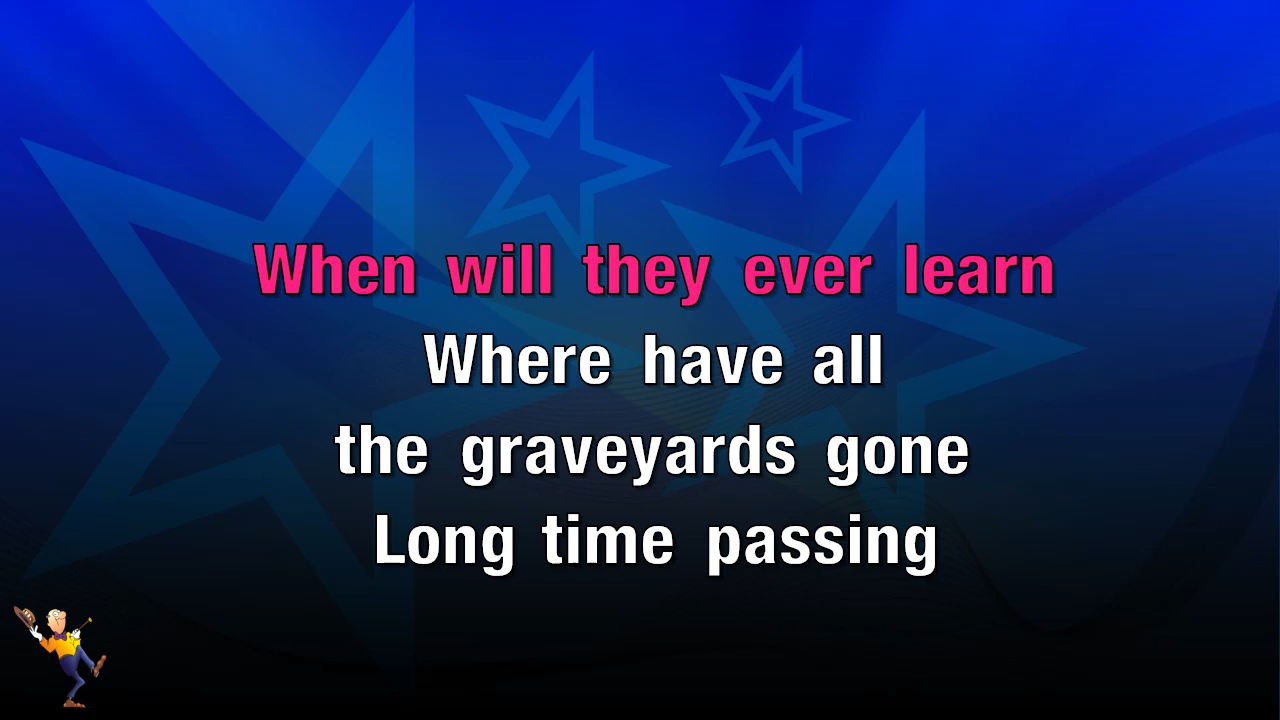 When will they ever learn
Where have all
the graveyards gone
Long time passing